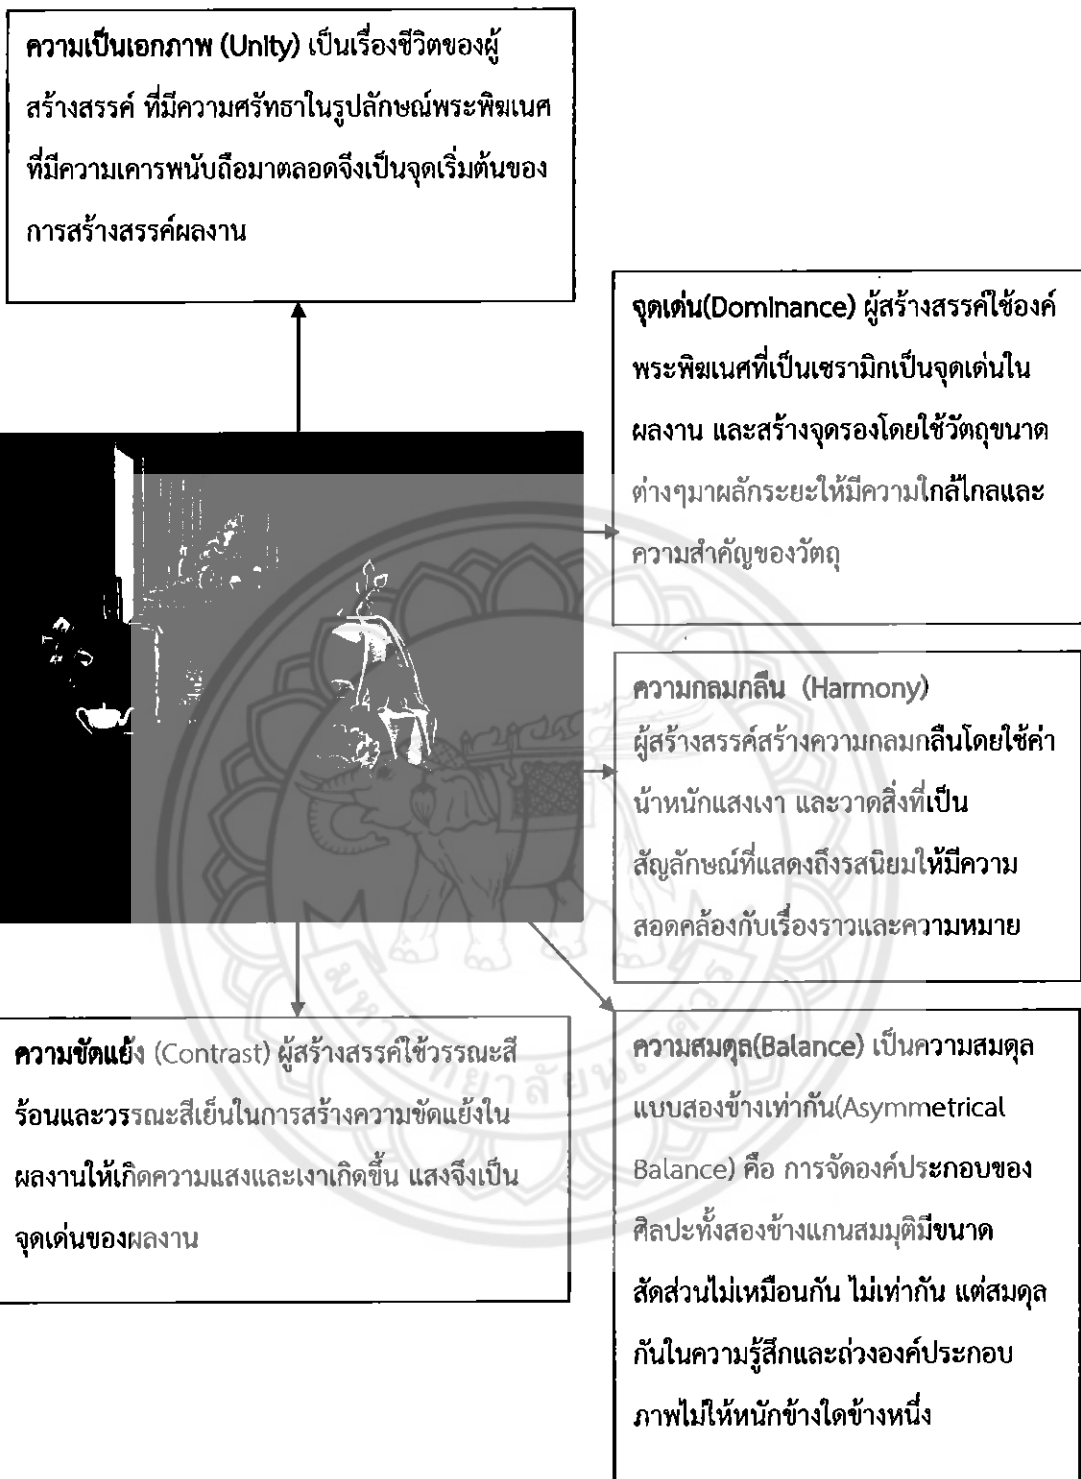 ความเป็นเอกภาพ (Unity) เป็นเรื่องชีวิตของผู้
สร้างสรรค์ ที่มีความศรัทธาในรูปลักษณ์พระพิฆเนศ
ที่มีความเคารพนับถือมาตลอดจึงเป็นจุดเริ่มต้นของ
การสร้างสรรค์ผลงาน
จุดเด่น(Dominance) ผู้สร้างสรรค์ใช้องค์
พระพิฆเนศที่เป็นเซรามิกเป็นจุดเด่นใน
ผลงาน และสร้างจุดรองโดยใช้วัตถุขนาด
ต่างๆมาผลักระยะให้มีความใกล้ไกลและ
ความสำคัญของวัตถุ
ความกลมกลืน (Harmony)
ผู้สร้างสรรค์สร้างความกลมกลืนโดยใช้ค่า
น้ำหนักแสงเงา และวาดสิ่งที่เป็น
สัญลักษณ์ที่แสดงถึงรสนิยมให้มีความ
สอดคล้องกับเรื่องราวและความหมาย
ความขัดแย้ง (Contrast) ผู้สร้างสรรค์ใช้วรรณะสี
ร้อนและวรรณะสีเย็นในการสร้างความขัดแย้งใน
ผลงานให้เกิดความแสงและเงาเกิดขึ้น แสงจึงเป็น
จุดเด่นของผลงาน
ความสมดุล(Balance) เป็นความสมดุล
แบบสองข้างเท่ากัน(Asymmetrical
Balance) คือ การจัดองค์ประกอบของ
ศิลปะทั้งสองข้างแกนสมมุติมีขนาด
สัดส่วนไม่เหมือนกัน ไม่เท่ากัน แต่สมดุล
กันในความรู้สึกและถ่วงองค์ประกอบ
ภาพไม่ให้หนักข้างใดข้างหนึ่ง
มหาวิทยาลัยนเรศวร